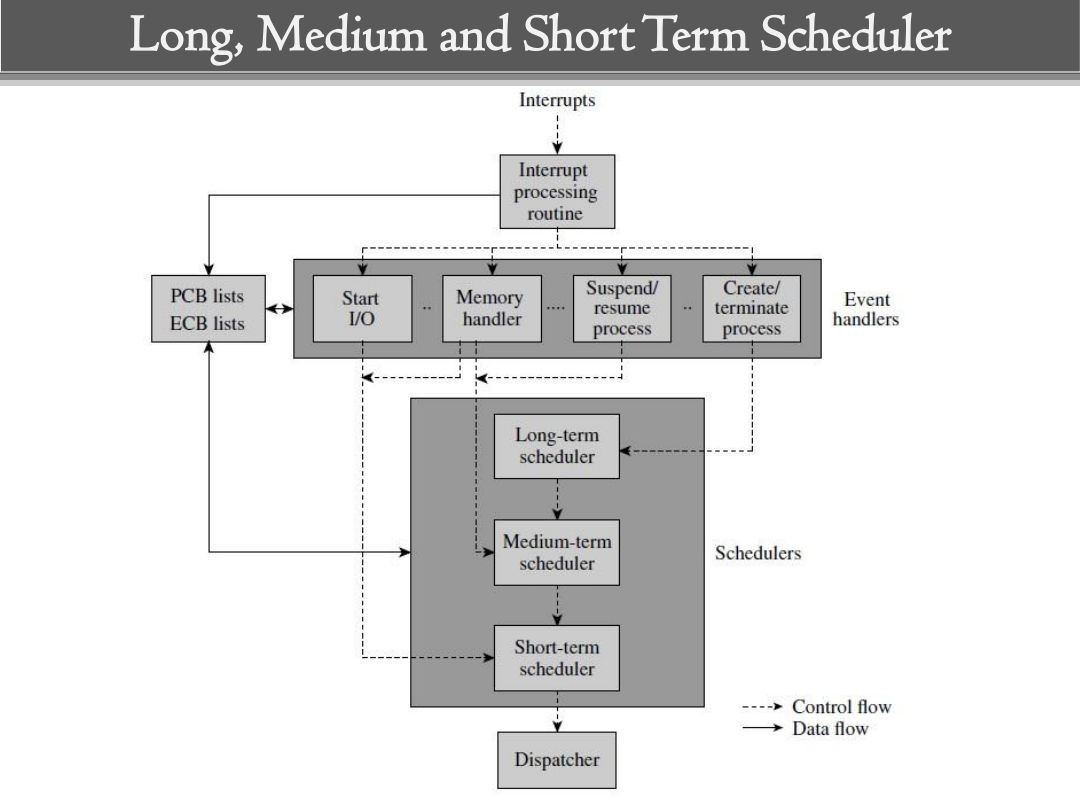 Long, Medium and Short Term Scheduler
Interrupts
Interrupt
processing
routine
PCB lists
ECB lists
Start
I/O
..
Memory
handler
....
Suspend/
resume
process
..
Create/
terminate
process
Event
handlers
Long-term
scheduler
Medium-term
scheduler
Schedulers
Short-term
scheduler
Control flow
Data flow
Dispatcher